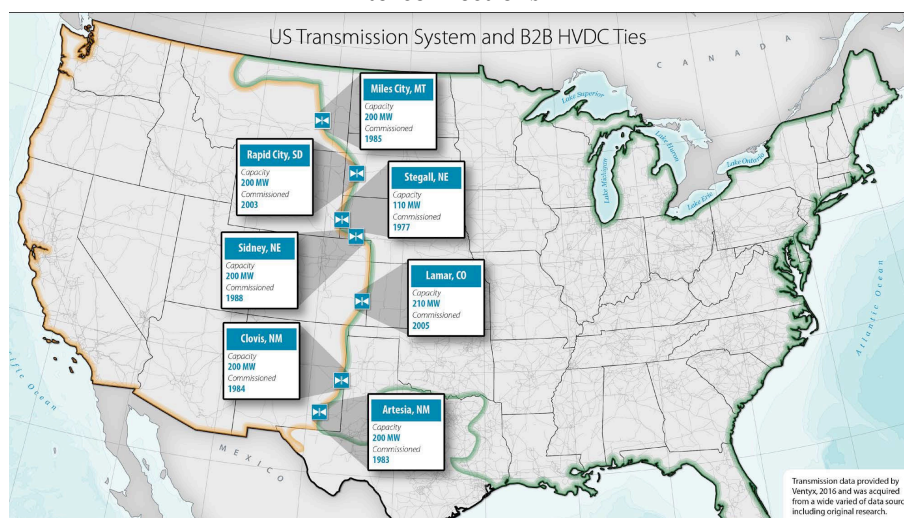 US Transmission System and B2B HVDC Ties
CANADA
Lake Superior
Lake Michigan
Lake Huron
Lake Ontario
Lake Erie
Miles City, MT
Capacity
200 MW
Commissioned
1985
Rapid City, SD
Capacity
200 MW
Commissioned
2003
Stegall, NE
Capacity
110 MW
Commissioned
1977
Sidney, NE
Capacity
200 MW
Commissioned
1988
Lamar, CO
Capacity
210 MW
Commissioned
2005
Clovis, NM
Capacity
200 MW
Commissioned
1984
Artesia, NM
Capacity
200 MW
Commissioned
1983
Atlantic Ocean
Ocean
MEXICO
Transmission data provided by
Ventyx, 2016 and was acquired
from a wide varied of data sourc
including original research.